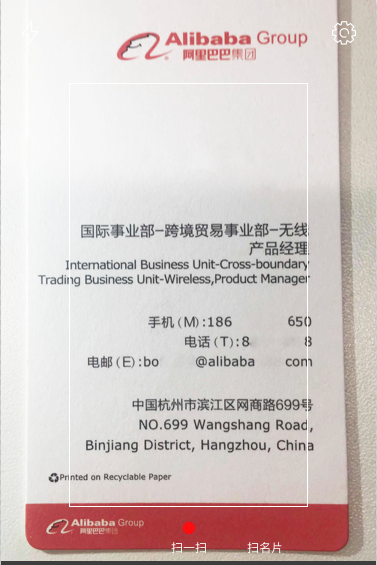 Alibaba Group
阿里巴巴集团
国际事业部-跨境贸易事业部-无线
产品经理
International Business Unit-Cross-boundary
Trading Business Unit-Wireless,Product Manager
手机(M):186 650
电话(T):8 8
电邮(E):bo @alibaba com
中国杭州市滨江区网商路699号
NO.699 Wangshang Road,
Binjiang District, Hangzhou, China
Printed on Recyclable Paper
Alibaba Group
阿里巴巴集团
扫一扫 扫名片